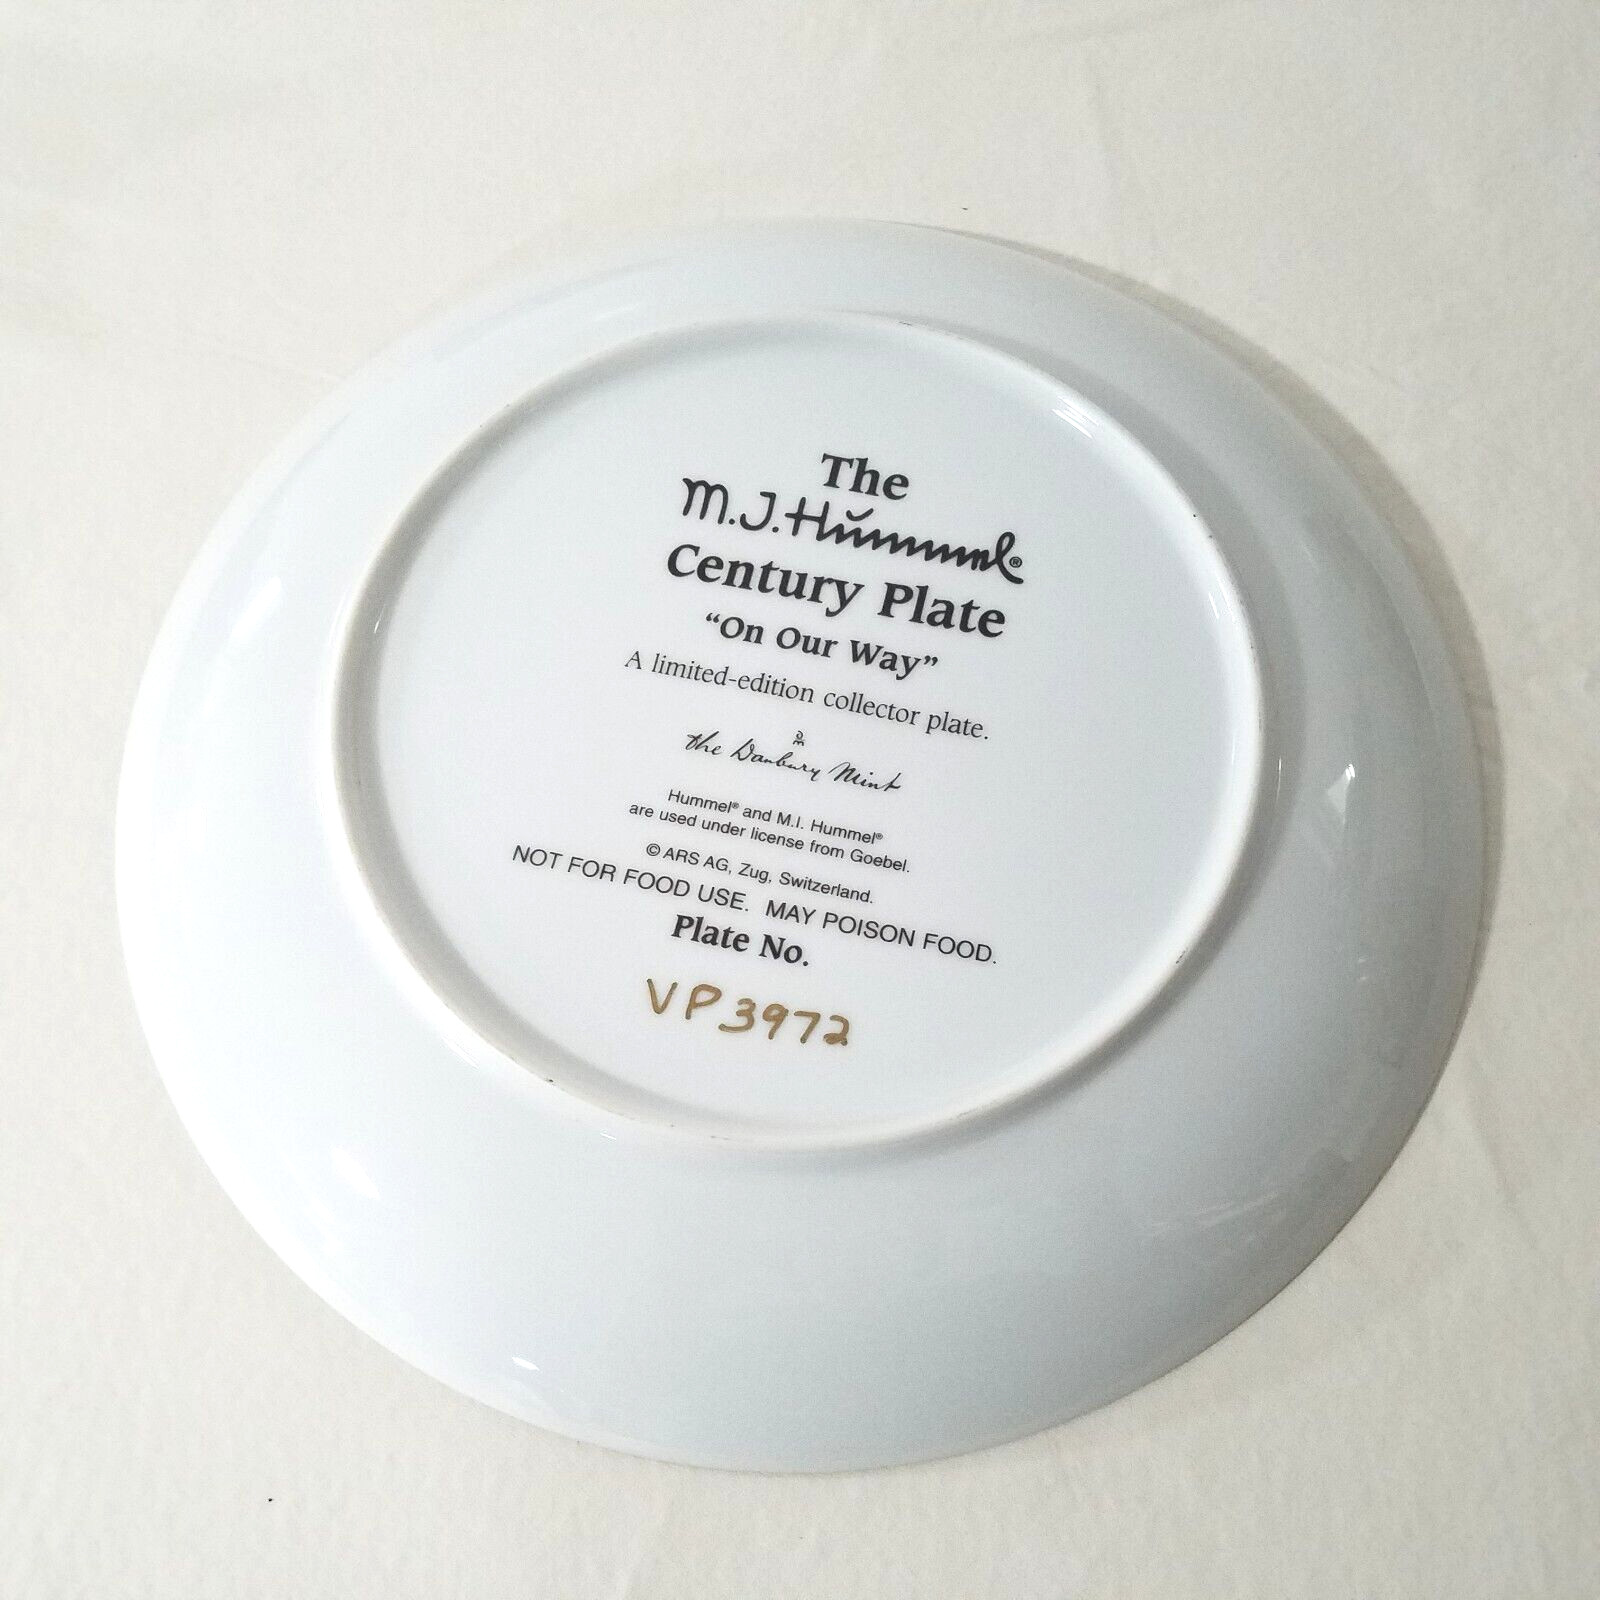 The
M.J. Hummel®
Century Plate
“On Our Way”
A limited-edition collector plate.
DM
the Danbury Mint
Hummel® and M.I. Hummel®
are used under license from Goebel.
© ARS AG, Zug, Switzerland.
NOT FOR FOOD USE. MAY POISON FOOD.
Plate No.
VP3972